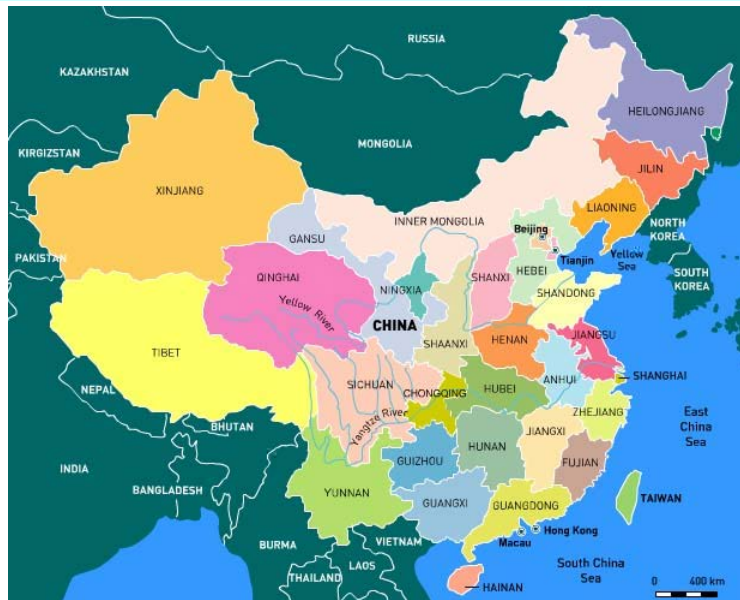 RUSSIA
KAZAKHSTAN
HEILONGJIANG
MONGOLIA
KIRGIZSTAN
JILIN
XINJIANG
LIAONING
INNER MONGOLIA
NORTH
KOREA
Beijing
GANSU
Tianjin
Yellow
Sea
PAKISTAN
QINGHAI
HEBEI
SHANXI
NINGXIA
SOUTH
KOREA
SHANDONG
Yellow River
CHINA
JIANGSU
HENAN
SHAANXI
TIBET
SHANGHAI
ANHUI
SICHUAN
CHONGQING
HUBEI
NEPAL
ZHEJIANG
East
China
Sea
Yangtze River
BHUTAN
JIANGXI
HUNAN
GUIZHOU
FUJIAN
INDIA
BANGLADESH
YUNNAN
GUANGXI
GUANGDONG
TAIWAN
Hong Kong
Macau
BURMA
VIETNAM
LAOS
THAILAND
South China
Sea
HAINAN
0 400 km